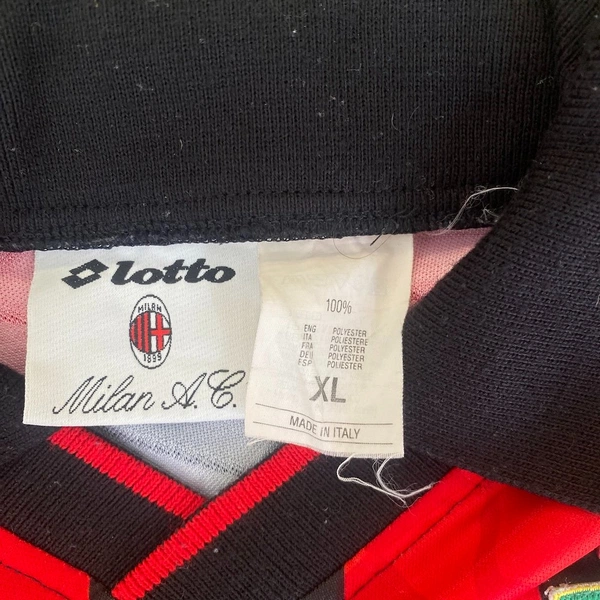 lotto
MILAN
1899
Milan A.C.
100%
ENG POLYESTER
ITA POLIESTERE
FRA POLYESTER
DEU POLYESTER
ESP POLIESTER
XL
MADE IN ITALY